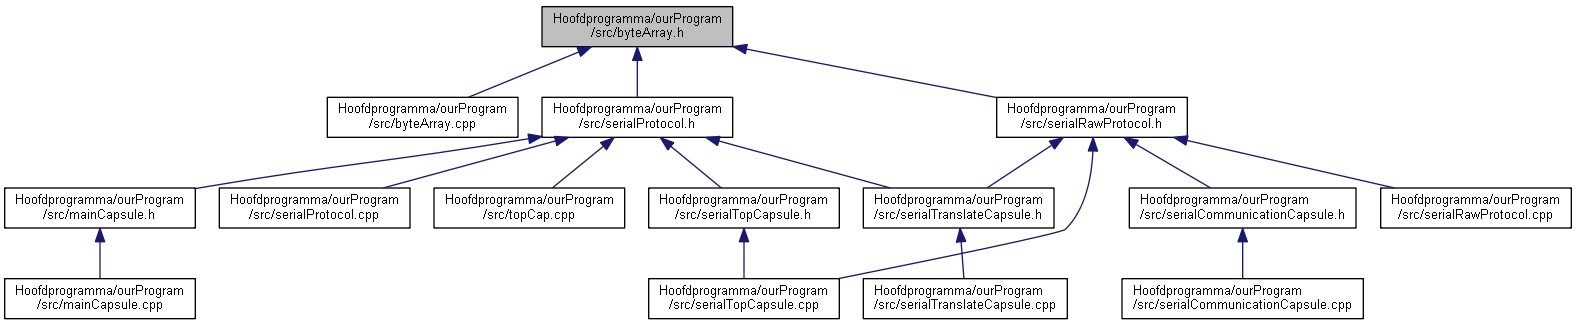 Hoofdprogramma/ourProgram
/src/byteArray.h
Hoofdprogramma/ourProgram
/src/byteArray.cpp
Hoofdprogramma/ourProgram
/src/serialProtocol.h
Hoofdprogramma/ourProgram
/src/serialRawProtocol.h
Hoofdprogramma/ourProgram
/src/mainCapsule.h
Hoofdprogramma/ourProgram
/src/serialProtocol.cpp
Hoofdprogramma/ourProgram
/src/topCap.cpp
Hoofdprogramma/ourProgram
/src/serialTopCapsule.h
Hoofdprogramma/ourProgram
/src/serialTranslateCapsule.h
Hoofdprogramma/ourProgram
/src/serialCommunicationCapsule.h
Hoofdprogramma/ourProgram
/src/serialRawProtocol.cpp
Hoofdprogramma/ourProgram
/src/mainCapsule.cpp
Hoofdprogramma/ourProgram
/src/serialTopCapsule.cpp
Hoofdprogramma/ourProgram
/src/serialTranslateCapsule.cpp
Hoofdprogramma/ourProgram
/src/serialCommunicationCapsule.cpp